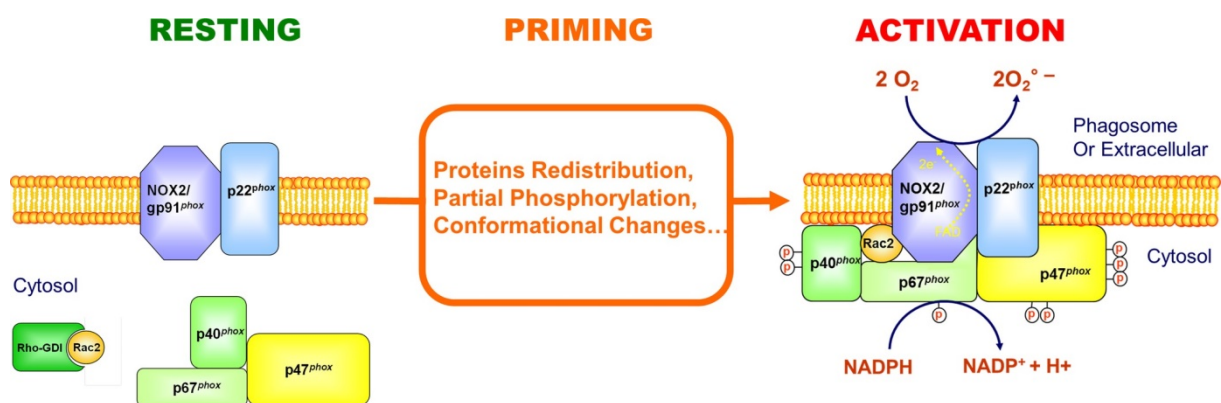 RESTING
PRIMING
ACTIVATION
NOX2/
gp91phox
p22phox
Cytosol
Rho-GDI
Rac2
p40phox
p67phox
p47phox
Proteins Redistribution,
Partial Phosphorylation,
Conformational Changes…
2 O₂
2O₂° –
Phagosome
Or Extracellular
2e-
NOX2/
gp91phox
FAD
p22phox
Rac2
p40phox
p67phox
p47phox
Cytosol
P
P
P
P
P
P
P
P
NADPH
NADP⁺ + H+